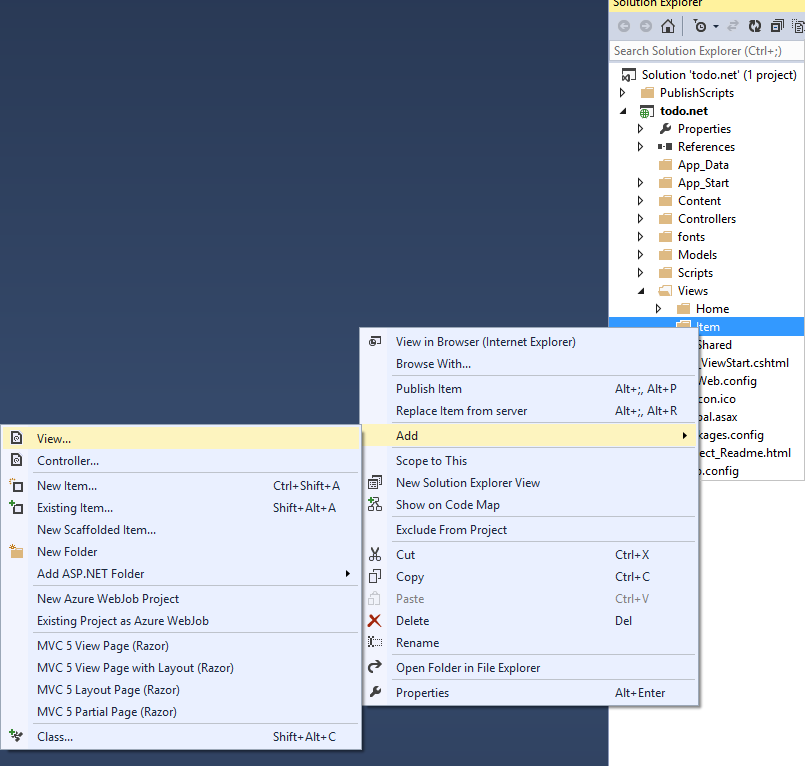 Solution Explorer
Search Solution Explorer (Ctrl+;)
Solution 'todo.net' (1 project)
PublishScripts
todo.net
Properties
References
App_Data
App_Start
Content
Controllers
fonts
Models
Scripts
Views
Home
Item
Shared
_ViewStart.cshtml
Web.config
con.ico
bal.asax
kages.config
ect_Readme.html
.config
View in Browser (Internet Explorer)
Browse With...
Publish Item Alt+;, Alt+P
Replace Item from server Alt+;, Alt+R
Add
Scope to This
New Solution Explorer View
Show on Code Map
Exclude From Project
Cut Ctrl+X
Copy Ctrl+C
Paste Ctrl+V
Delete Del
Rename
Open Folder in File Explorer
Properties Alt+Enter
View...
Controller...
New Item... Ctrl+Shift+A
Existing Item... Shift+Alt+A
New Scaffolded Item...
New Folder
Add ASP.NET Folder
New Azure WebJob Project
Existing Project as Azure WebJob
MVC 5 View Page (Razor)
MVC 5 View Page with Layout (Razor)
MVC 5 Layout Page (Razor)
MVC 5 Partial Page (Razor)
Class... Shift+Alt+C